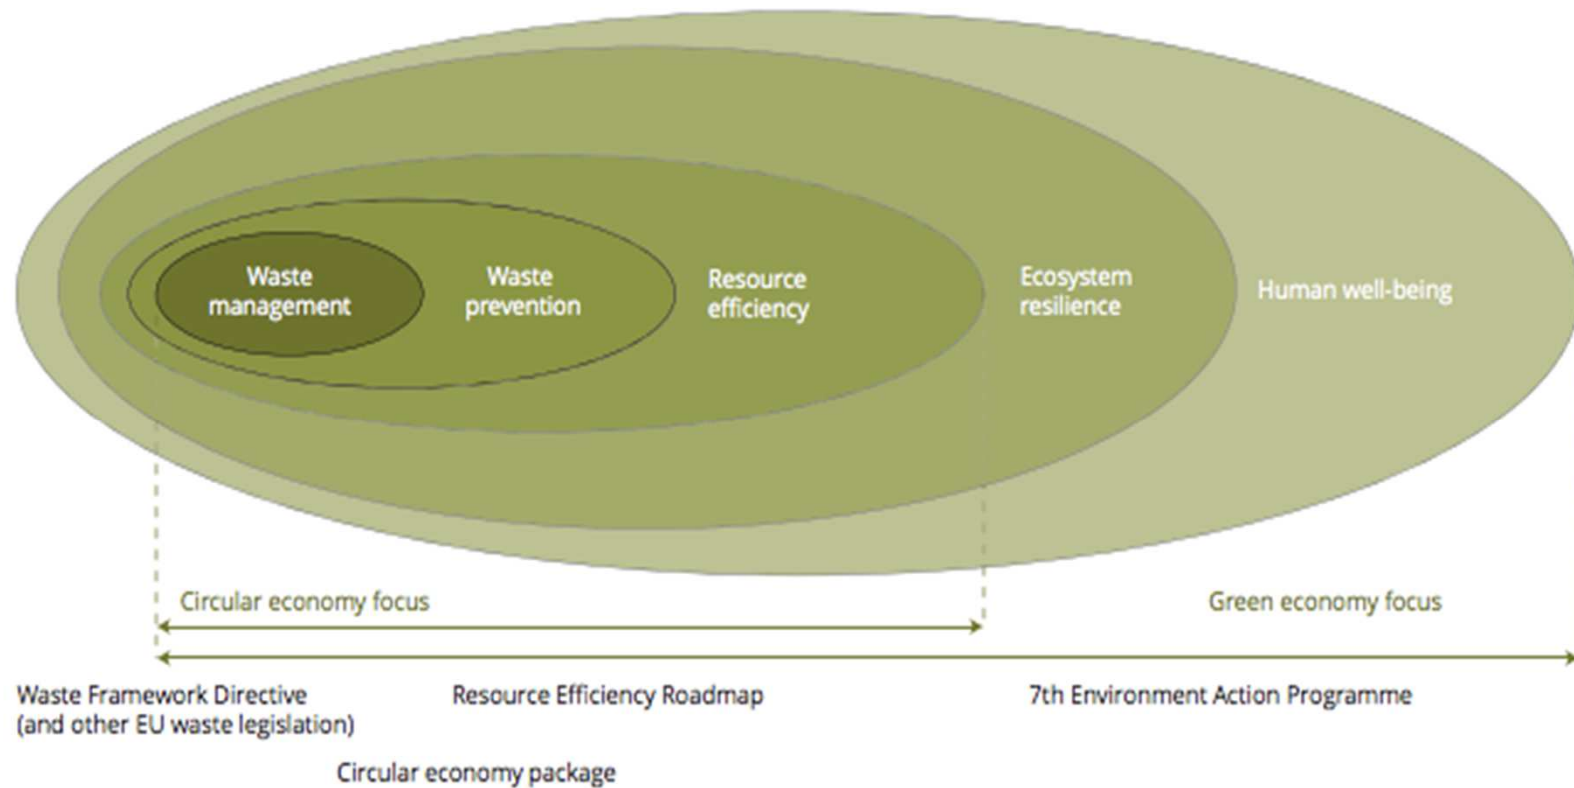 Waste
management
Waste
prevention
Resource
efficiency
Ecosystem
resilience
Human well-being
Circular economy focus
Green economy focus
Waste Framework Directive
(and other EU waste legislation)
Resource Efficiency Roadmap
7th Environment Action Programme
Circular economy package